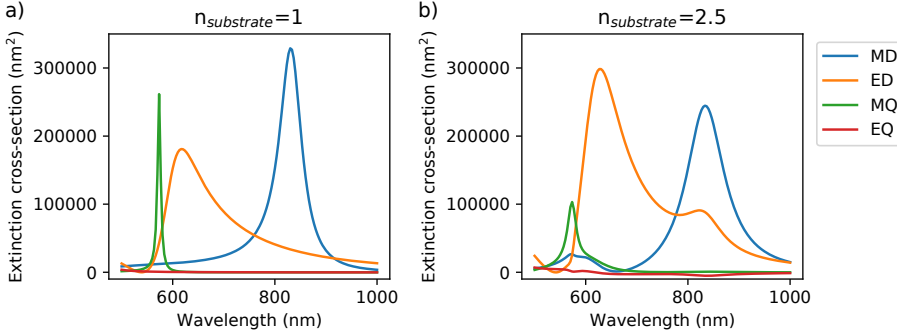 a)
n_substrate=1
Extinction cross-section (nm²)
300000
200000
100000
0
600
800
1000
Wavelength (nm)
b)
n_substrate=2.5
Extinction cross-section (nm²)
300000
200000
100000
0
600
800
1000
Wavelength (nm)
MD
ED
MQ
EQ